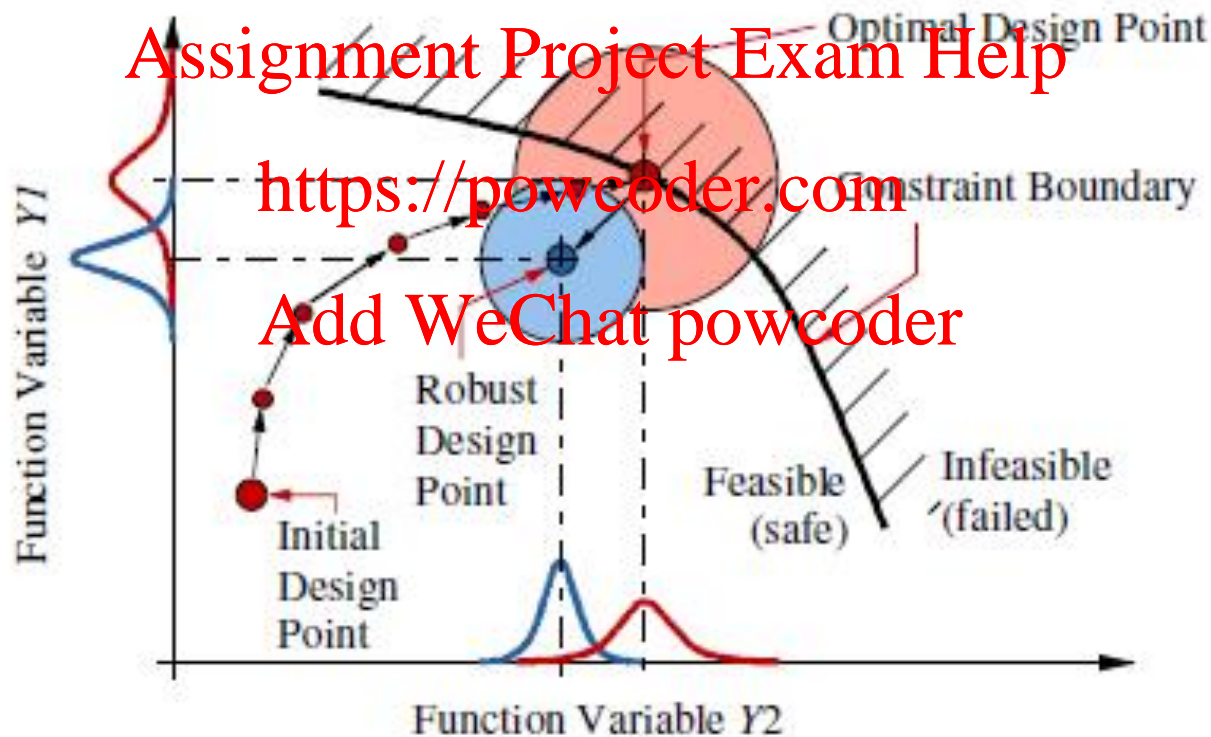 Optimal Design Point
Assignment Project Exam Help
https://powcoder.com
Constraint Boundary
Add WeChat powcoder
Function Variable Y1
Robust
Design
Point
Feasible
(safe)
Infeasible
(failed)
Initial
Design
Point
Function Variable Y2